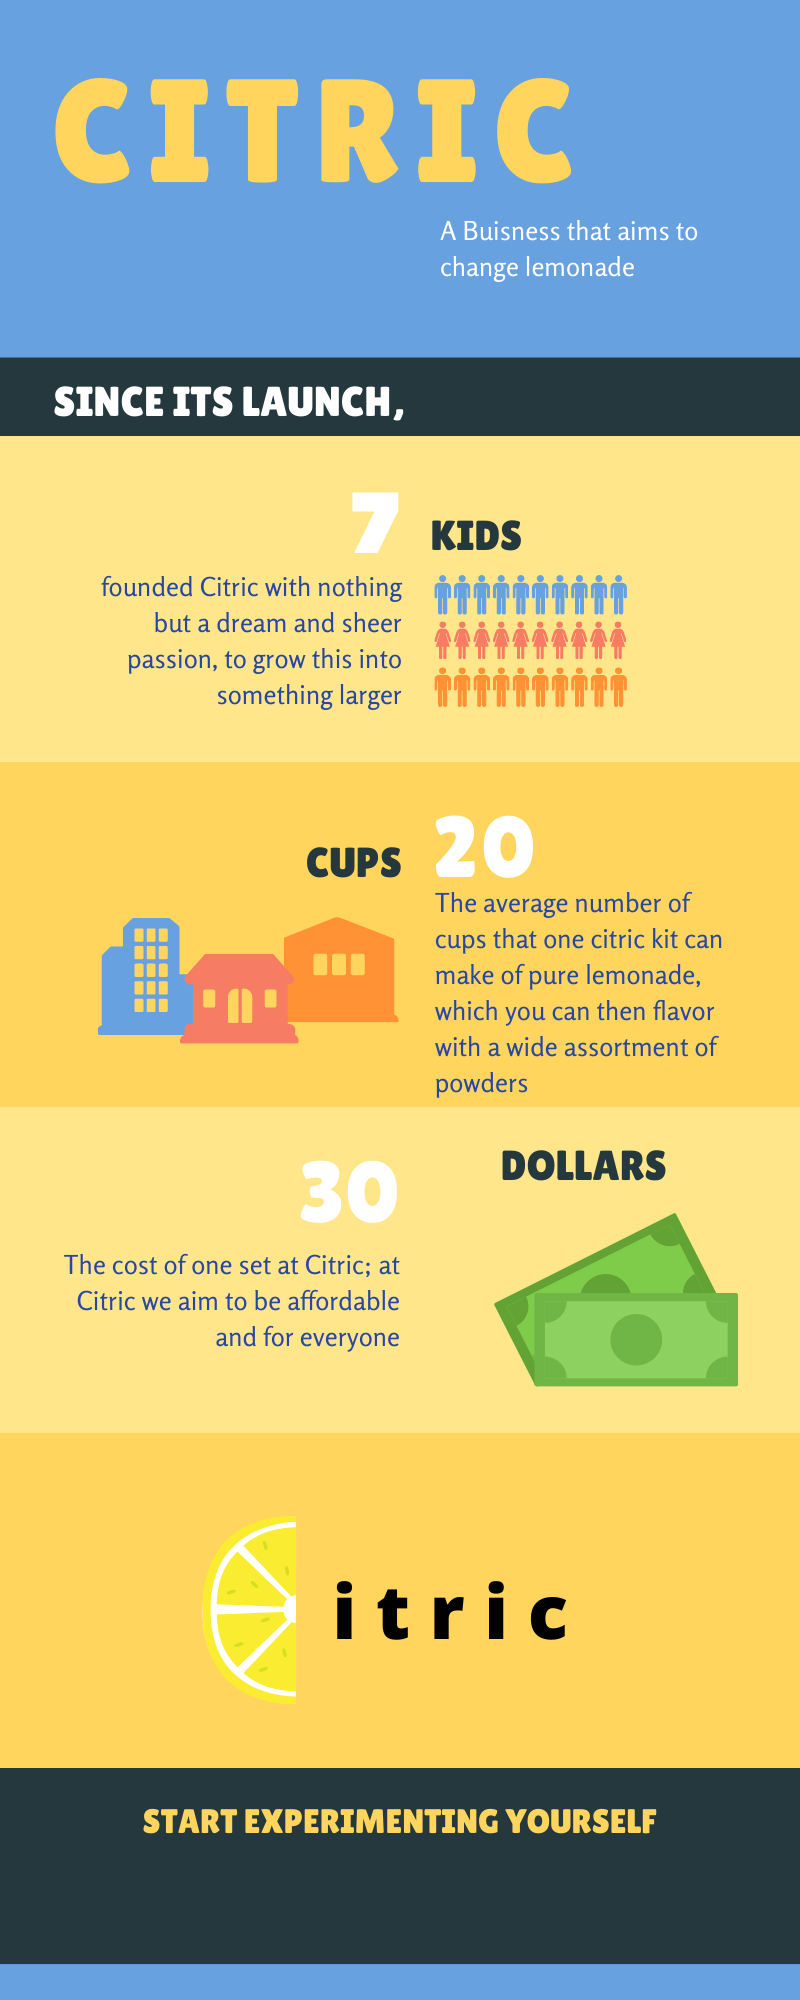 CITRIC
A Buisness that aims to
change lemonade
SINCE ITS LAUNCH,
7 KIDS
founded Citric with nothing
but a dream and sheer
passion, to grow this into
something larger
CUPS 20
The average number of
cups that one citric kit can
make of pure lemonade,
which you can then flavor
with a wide assortment of
powders
30 DOLLARS
The cost of one set at Citric; at
Citric we aim to be affordable
and for everyone
itric
START EXPERIMENTING YOURSELF